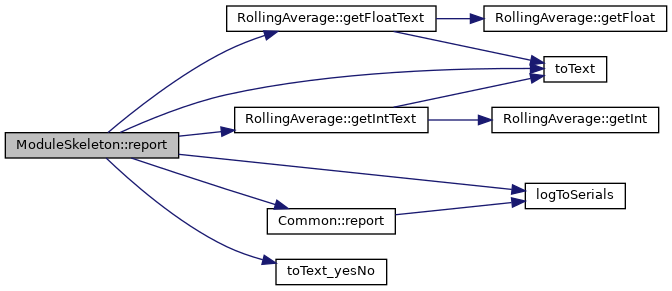 RollingAverage::getFloatText
RollingAverage::getFloat
toText
RollingAverage::getIntText
RollingAverage::getInt
ModuleSkeleton::report
logToSerials
Common::report
toText_yesNo